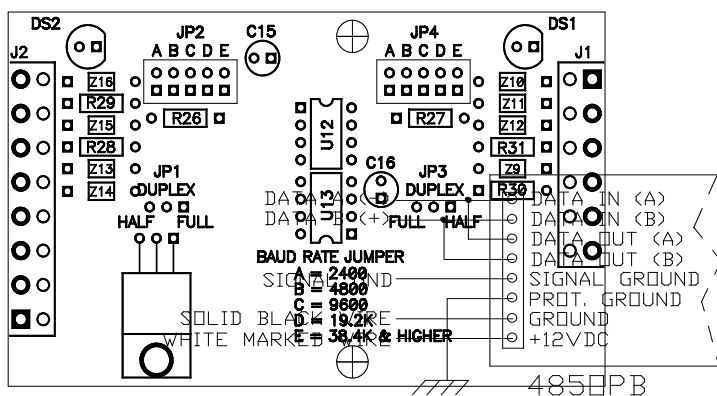 DS2
DS1
J2
JP2
C15
JP4
J1
A B C D E
A B C D E
Z16
Z10
R29
Z11
R26
R27
Z15
U12
Z12
R28
R31
Z13
JP1
C16
JP3
Z9
Z14
DUPLEX
U13
DUPLEX
R30
DATA A (-)
DATA IN (A)
DATA B (+)
DATA IN (B)
HALF FULL
FULL HALF
DATA OUT (A)
DATA OUT (B)
BAUD RATE JUMPER
A = 2400
SIGNAL GROUND
B = 4800
PROT. GROUND
C = 9600
SOLID BLACK WIRE
D = 19.2K
GROUND
WHITE MARKED WIRE
E = 38.4K & HIGHER
+12VDC
485OPB